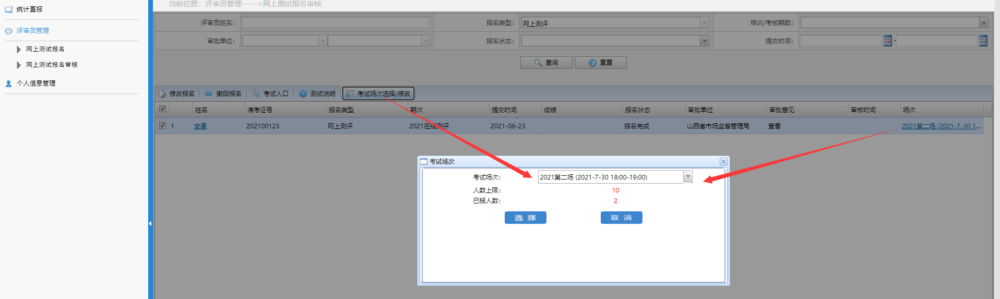 统计直报
评审员管理
网上测试报名
网上测试报名审核
个人信息管理
当前位置：评审员管理----->网上测试报名审核
评审员姓名： 报名类型： 网上测评 培训/考核期数：
审批单位： 报名状态： 提交时间： -
查询 重置
修改报名 撤回报名 考试入口 测试说明 考试场次选择/修改
姓名 准考证号 报名类型 期次 提交时间 成绩 报名状态 审批单位 审批意见 审核时间 场次
1 安康 202100123 网上测评 2021在线测评 2021-06-23 报名完成 山西省市场监督管理局 查看 2021第二场 (2021-7-30 1...
考试场次
考试场次： 2021第二场 (2021-7-30 18:00-19:00)
人数上限： 10
已报人数： 2
选 择 取 消